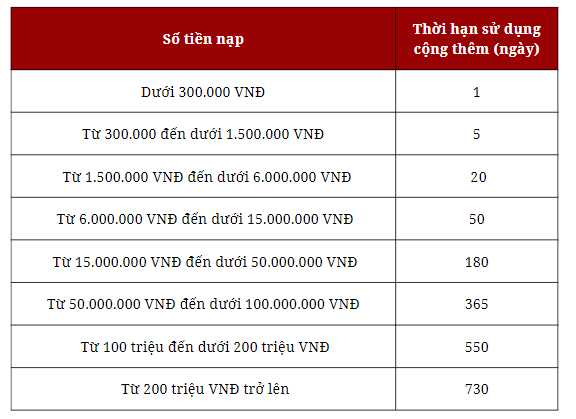 Số tiền nạp
Thời hạn sử dụng
cộng thêm (ngày)
Dưới 300.000 VNĐ
1
Từ 300.000 đến dưới 1.500.000 VNĐ
5
Từ 1.500.000 VNĐ đến dưới 6.000.000 VNĐ
20
Từ 6.000.000 VNĐ đến dưới 15.000.000 VNĐ
50
Từ 15.000.000 VNĐ đến dưới 50.000.000 VNĐ
180
Từ 50.000.000 VNĐ đến dưới 100.000.000 VNĐ
365
Từ 100 triệu đến dưới 200 triệu VNĐ
550
Từ 200 triệu VNĐ trở lên
730